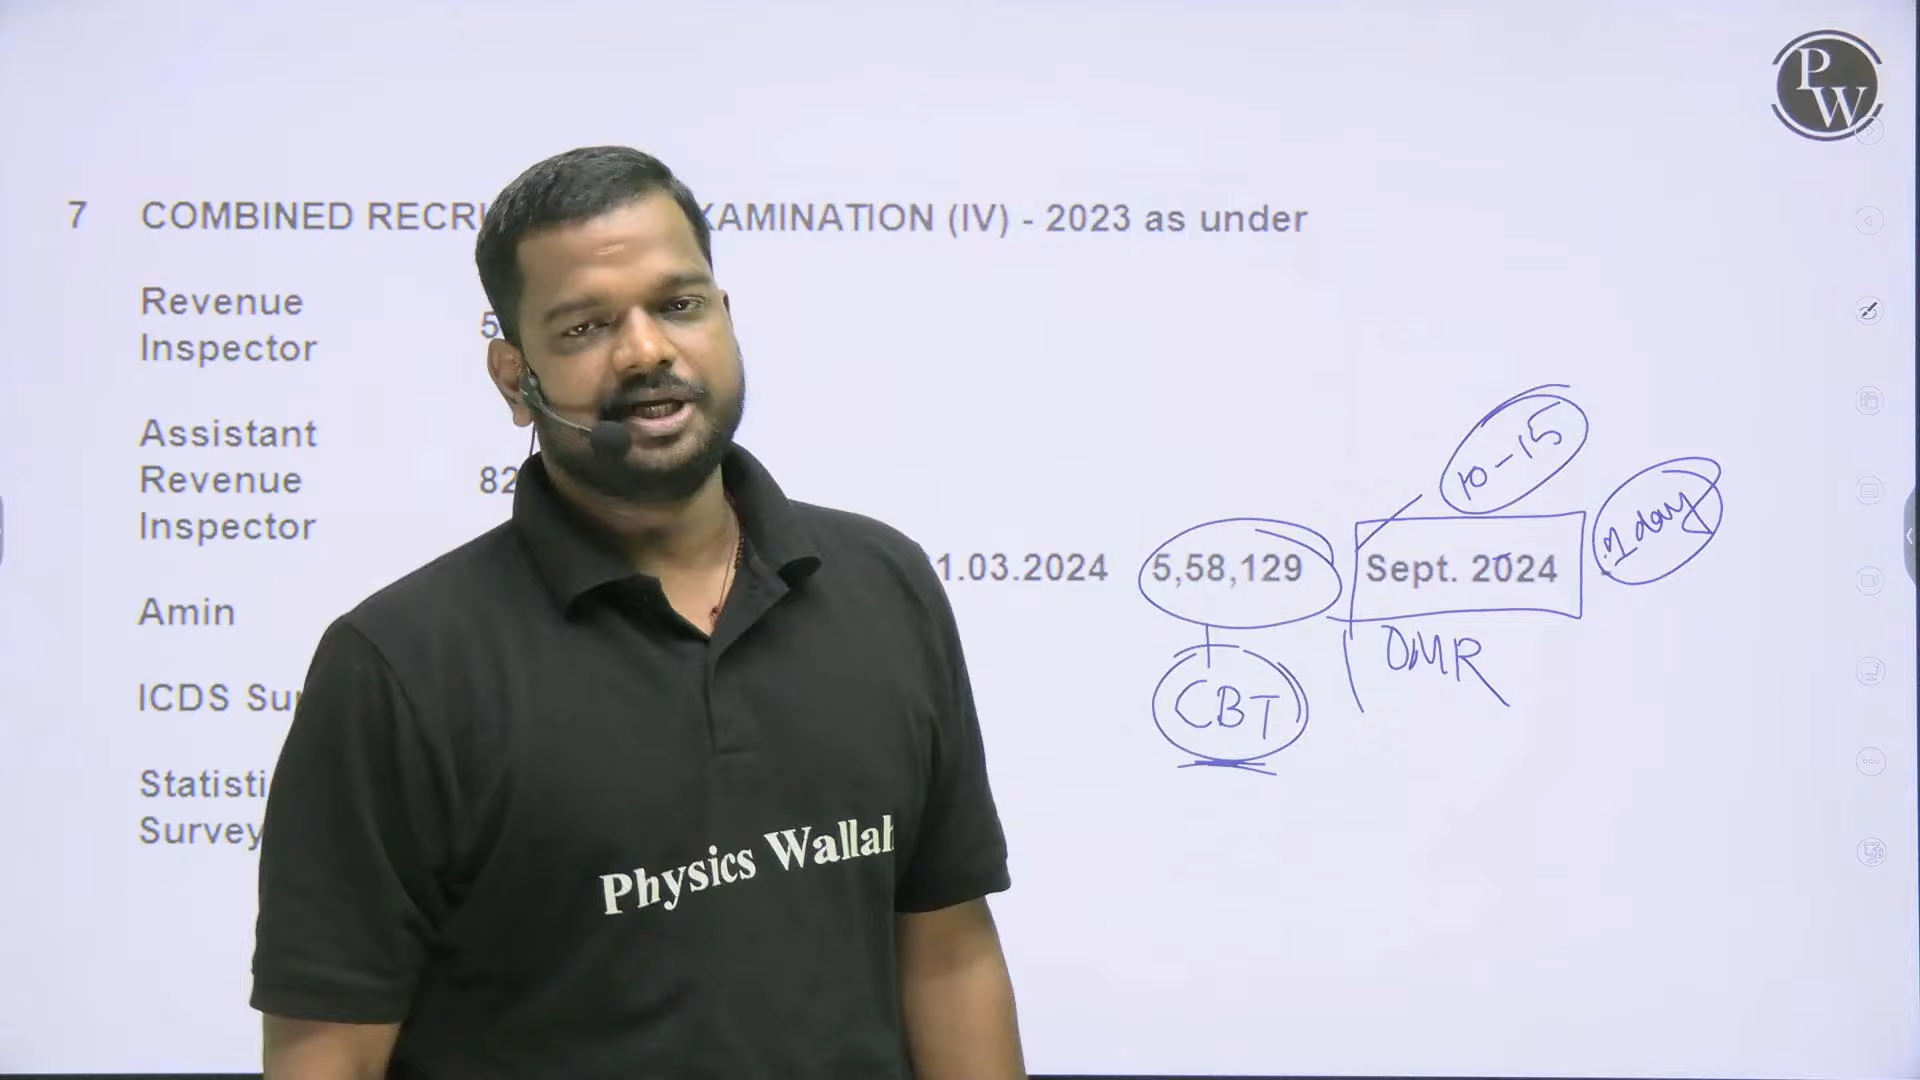 PW
7 COMBINED RECRU XAMINATION (IV) - 2023 as under
Revenue
Inspector
5
Assistant
Revenue
Inspector
82
10-15
1 day
1.03.2024 5,58,129 Sept. 2024
Amin
OMR
ICDS Su
CBT
Statisti
Survey
Physics Wallah